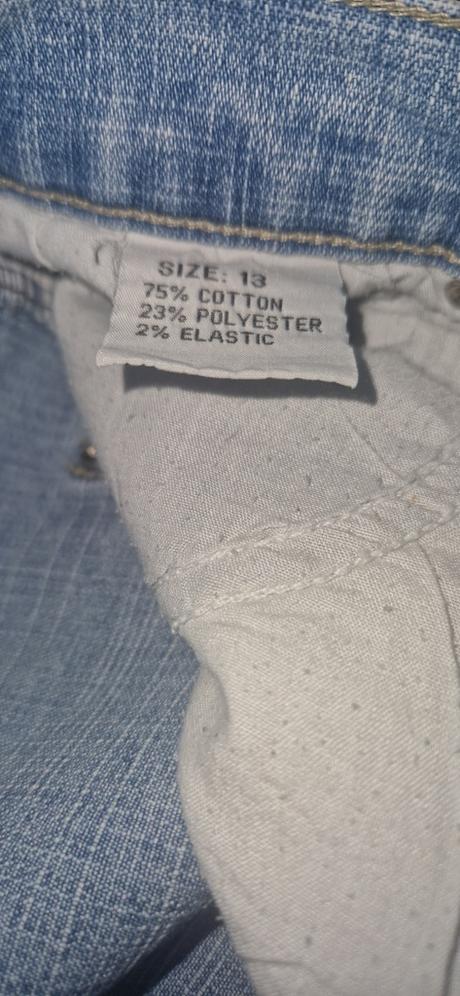 SIZE: 13
75% COTTON
23% POLYESTER
2% ELASTIC